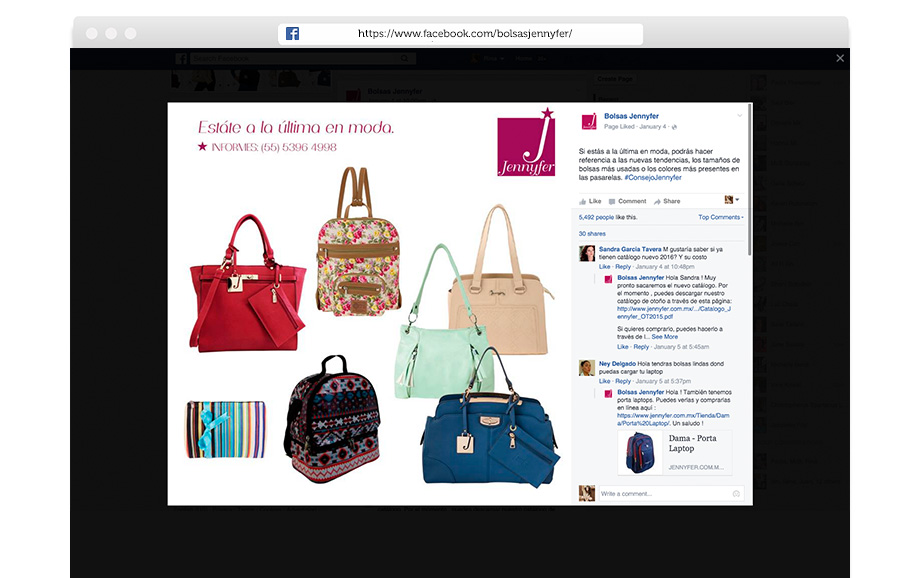 https://www.facebook.com/bolsasjennyfer/
Bolsas Jennyfer
Estáte a la última en moda.
INFORMES: (55) 5396 4998
J
Jennyfer
Bolsas Jennyfer
Page Liked · January 4 ·
Si estás a la última en moda, podrás hacer
referencia a las nuevas tendencias, los tamaños de
bolsas más usadas o los colores más presentes en
las pasarelas. #ConsejoJennyfer
Like Comment Share
5,492 people like this.
Top Comments
30 shares
Sandra Garcia Tavera M gustaría saber si ya
tienen catálogo nuevo 2016? Y su costo
Like · Reply · January 4 at 10:48pm
Bolsas Jennyfer Hola Sandra ! Muy
pronto sacaremos el nuevo catálogo. Por
el momento , puedes descargar nuestro
catálogo de otoño a través de esta página:
http://www.jennyfer.com.mx/.../Catalogo_J
ennyfer_OT2015.pdf
Si quieres comprarlo, puedes hacerlo a
través de l... See More
Like · Reply · January 5 at 5:45am
Ney Delgado Hola tendras bolsas lindas dond
puedas cargar tu laptop
Like · Reply · January 5 at 5:37pm
Bolsas Jennyfer Hola ! También tenemos
porta laptops. Puedes verlas y comprarlas
en línea aquí :
https://www.jennyfer.com.mx/Tienda/Dam
a/Porta%20Laptop/. Un saludo !
Dama - Porta
Laptop
JENNYFER.COM.M...
Write a comment...